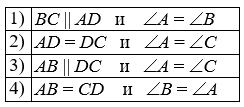 1) BC || AD и ∠A = ∠B
2) AD = DC и ∠A = ∠C
3) AB || DC и ∠A = ∠C
4) AB = CD и ∠B = ∠A